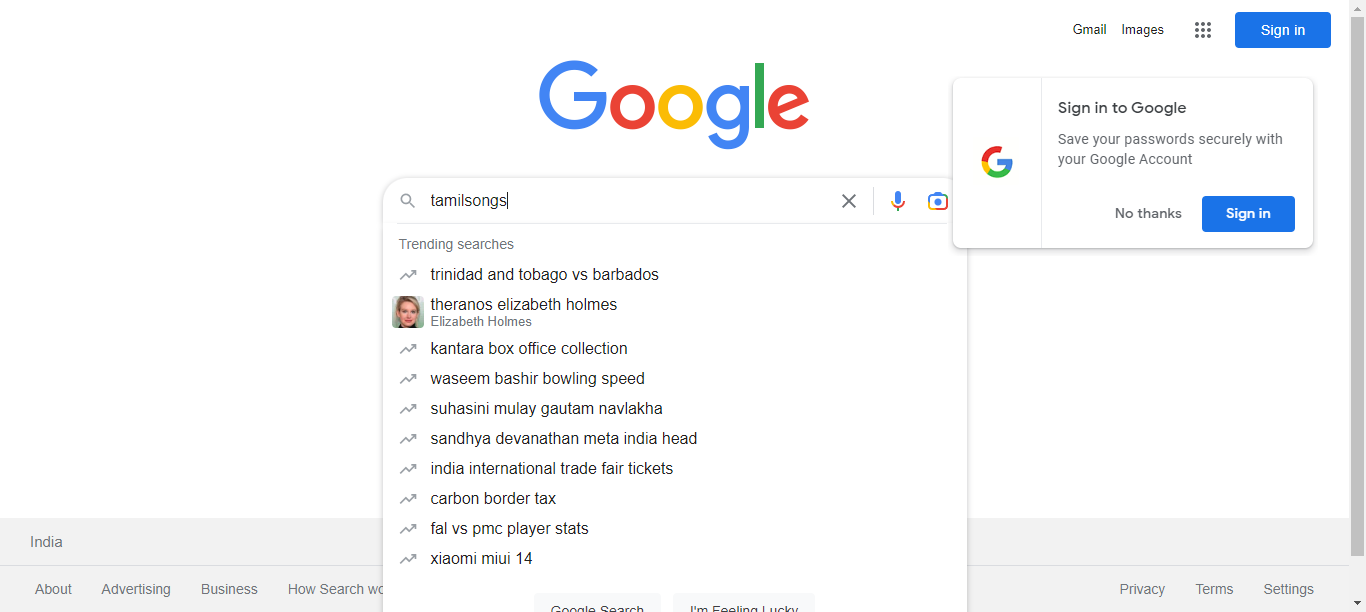 Gmail Images Sign in
Google
Sign in to Google
Save your passwords securely with
your Google Account
No thanks Sign in
tamilsongs
Trending searches
trinidad and tobago vs barbados
theranos elizabeth holmes
Elizabeth Holmes
kantara box office collection
waseem bashir bowling speed
suhasini mulay gautam navlakha
sandhya devanathan meta india head
india international trade fair tickets
carbon border tax
fal vs pmc player stats
xiaomi miui 14
Google Search I'm Feeling Lucky
India
About Advertising Business How Search wo
Privacy Terms Settings